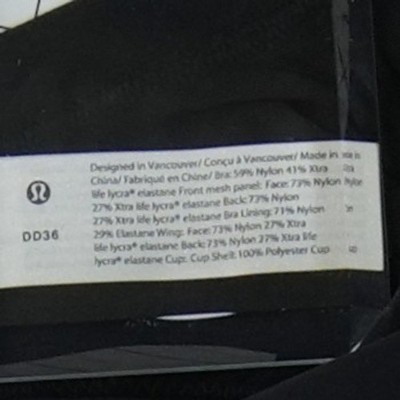 Designed in Vancouver/ Conçu à Vancouver/ Made in
China/ Fabriqué en Chine/ Bra: 59% Nylon 41% Xtra
life lycra® elastane Front mesh panel: Face: 73% Nylon
27% Xtra life lycra® elastane Back: 73% Nylon
27% Xtra life lycra® elastane Bra Lining: 71% Nylon
29% Elastane Wing: Face: 73% Nylon 27% Xtra
life lycra® elastane Back: 73% Nylon 27% Xtra life
lycra® elastane Cup: Cup Shell: 100% Polyester Cup
DD36